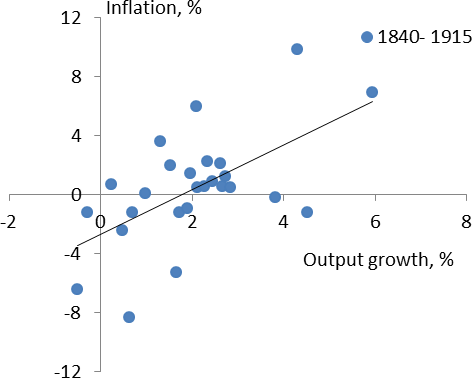 Inflation, %
12
1840- 1915
8
4
0
-2 0 2 4 6 8
-4
Output growth, %
-8
-12